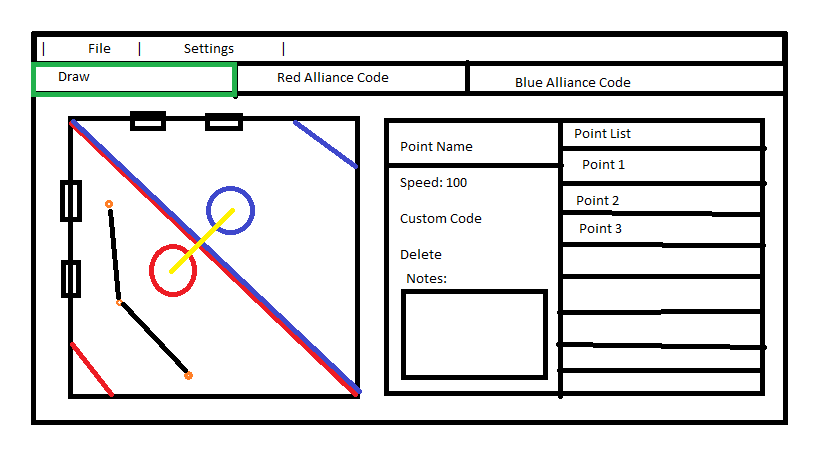 | File | Settings |
Draw
Red Alliance Code
Blue Alliance Code
Point Name
Speed: 100
Custom Code
Delete
Notes:
Point List
Point 1
Point 2
Point 3